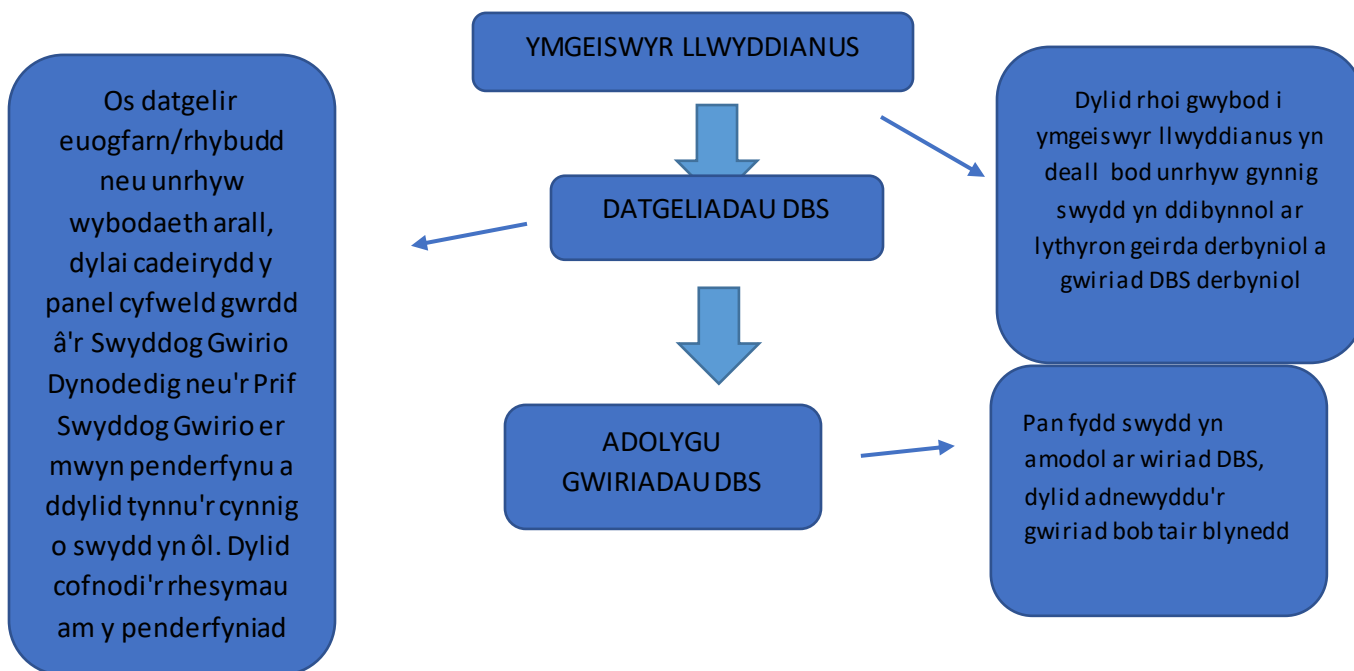 YMGEISWYR LLWYDDIANUS
Dylid rhoi gwybod i
ymgeiswyr llwyddianus yn
deall bod unrhyw gynnig
swydd yn ddibynnol ar
lythyron geirda derbyniol a
gwiriad DBS derbyniol
DATGELIADAU DBS
Os datgelir
euogfarn/rhybudd
neu unrhyw
wybodaeth arall,
dylai cadeirydd y
panel cyfweld gwrdd
â'r Swyddog Gwirio
Dynodedig neu'r Prif
Swyddog Gwirio er
mwyn penderfynu a
ddylid tynnu'r cynnig
o swydd yn ôl. Dylid
cofnodi'r rhesymau
am y penderfyniad
ADOLYGU
GWIRIADAU DBS
Pan fydd swydd yn
amodol ar wiriad DBS,
dylid adnewyddu'r
gwiriad bob tair blynedd